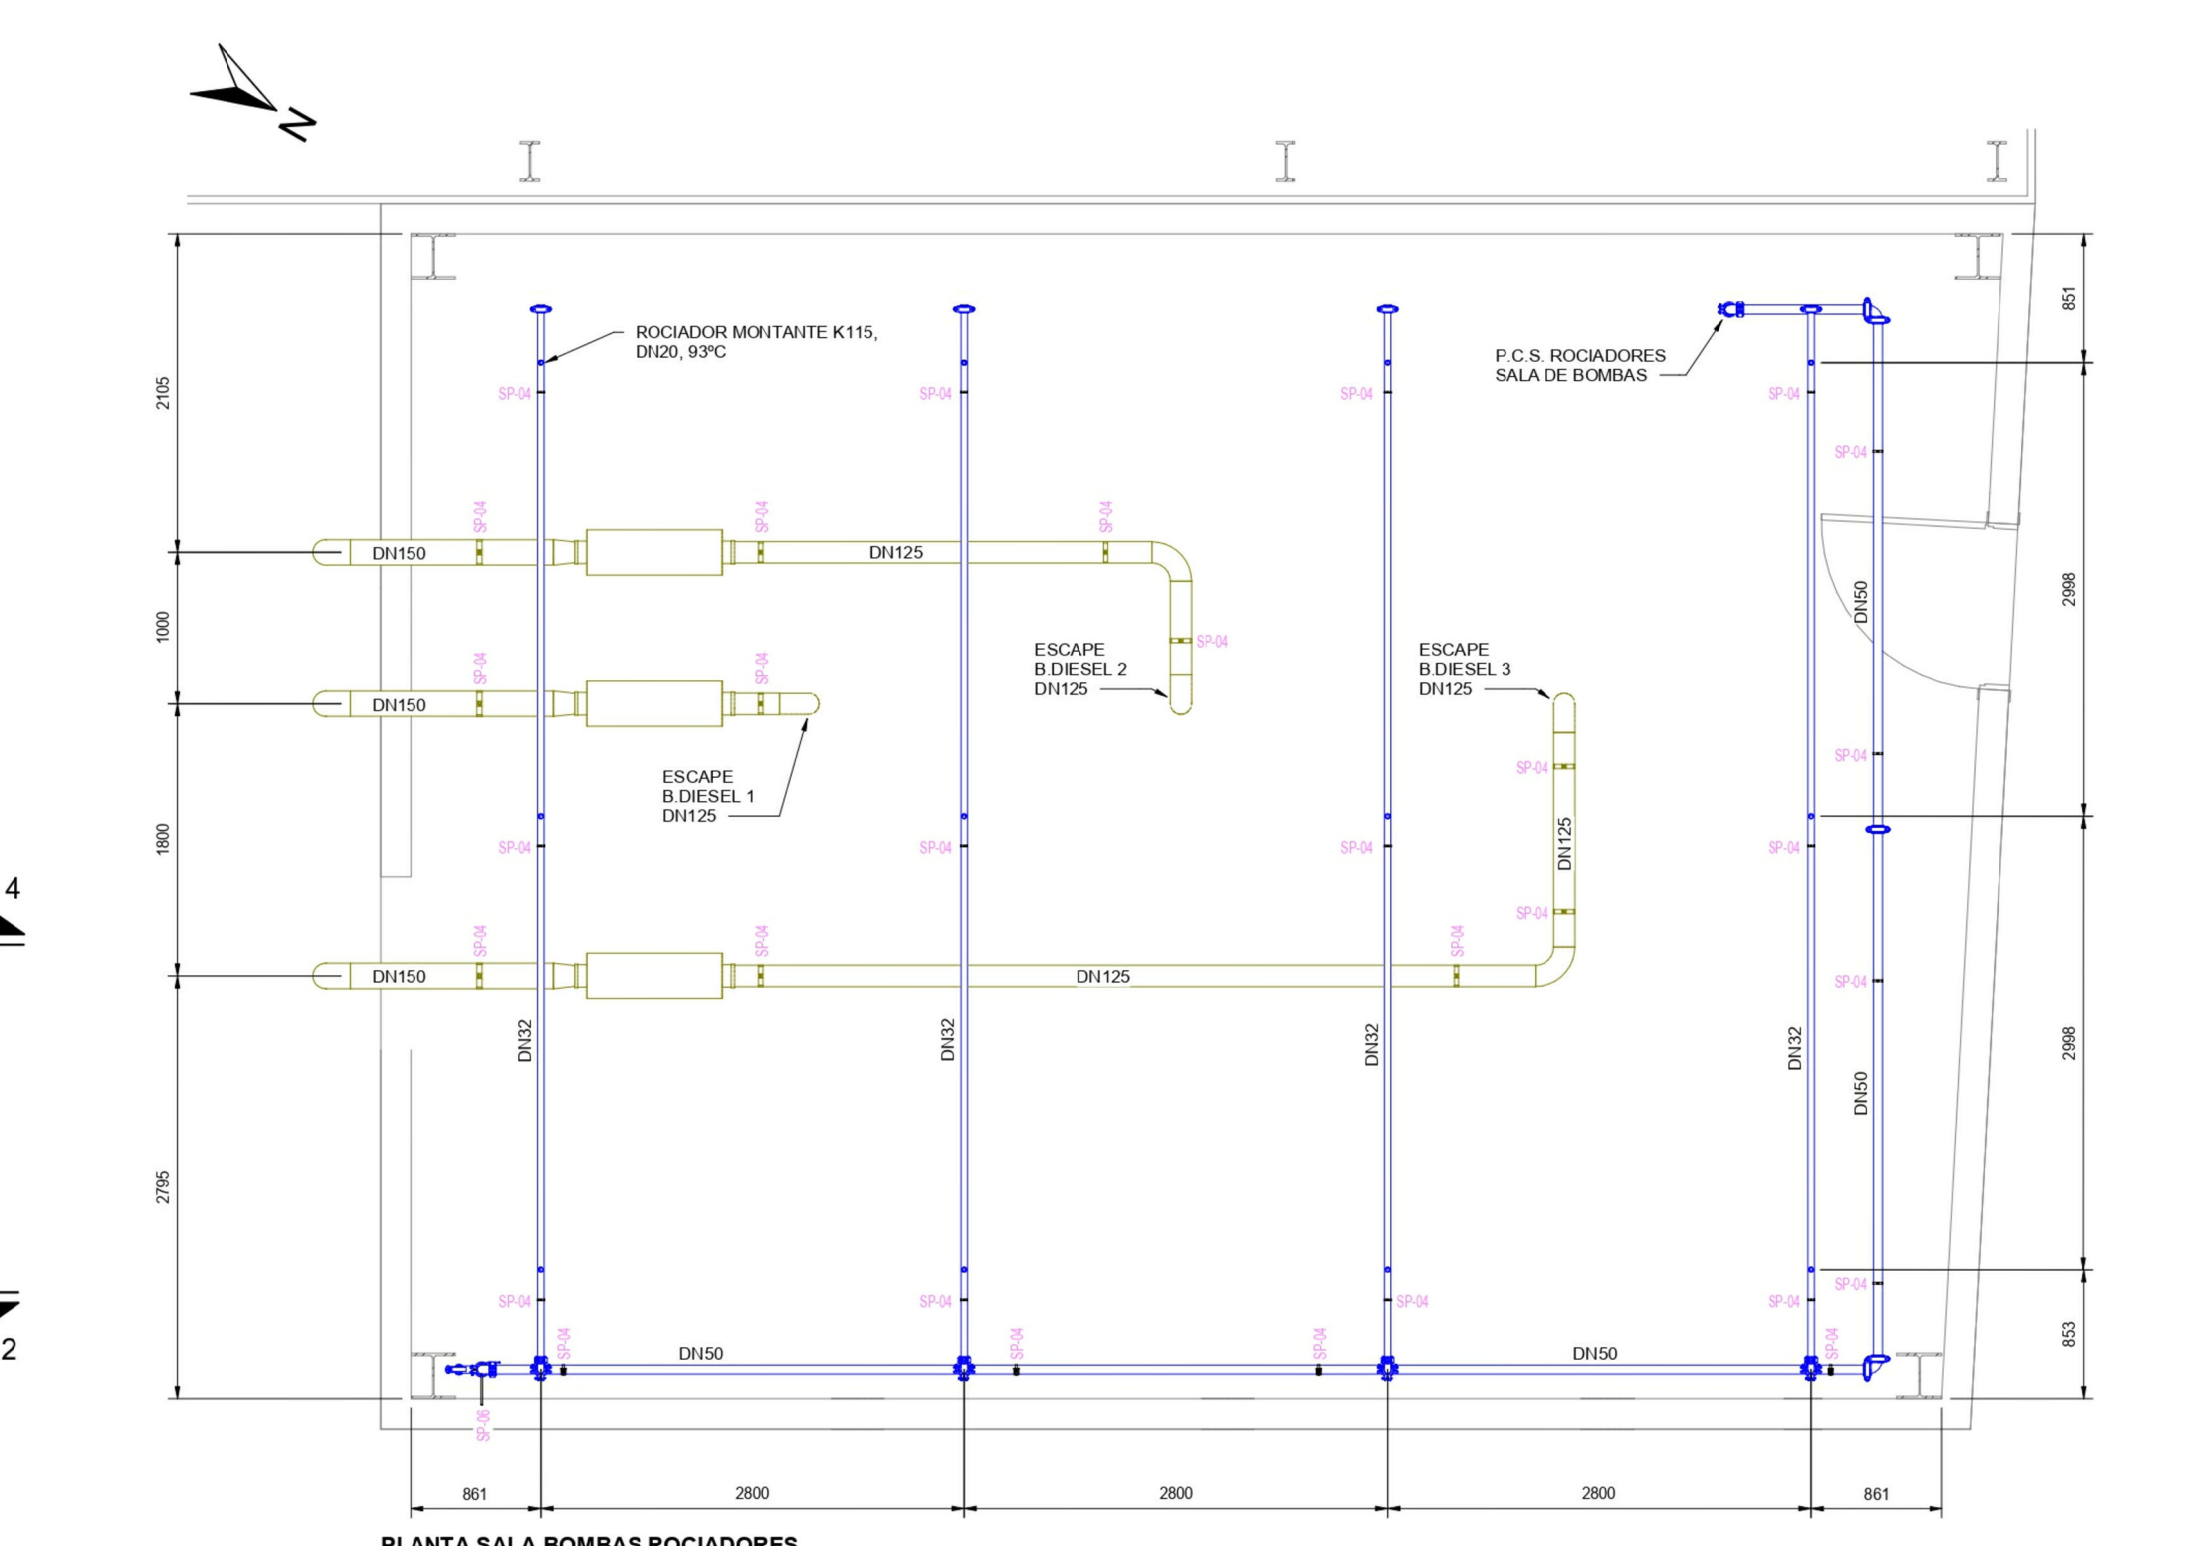 N
ROCIADOR MONTANTE K115,
DN20, 93ºC
P.C.S. ROCIADORES
SALA DE BOMBAS
851
2105
SP-04
SP-04
SP-04
SP-04
SP-04
SP-04
SP-04
SP-04
DN150
DN125
2998
DN50
1000
SP-04
ESCAPE
B.DIESEL 2
DN125
ESCAPE
B.DIESEL 3
DN125
SP-04
SP-04
DN150
ESCAPE
B.DIESEL 1
DN125
SP-04
SP-04
1800
DN125
SP-04
SP-04
SP-04
SP-04
4
SP-04
SP-04
SP-04
SP-04
DN150
DN125
SP-04
DN32
DN32
DN32
DN32
2998
DN50
2795
SP-04
SP-04
SP-04
SP-04
SP-04
2
SP-04
SP-04
SP-04
SP-04
DN50
DN50
853
SP-06
861
2800
2800
2800
861
PLANTA SALA BOMBAS ROCIADORES